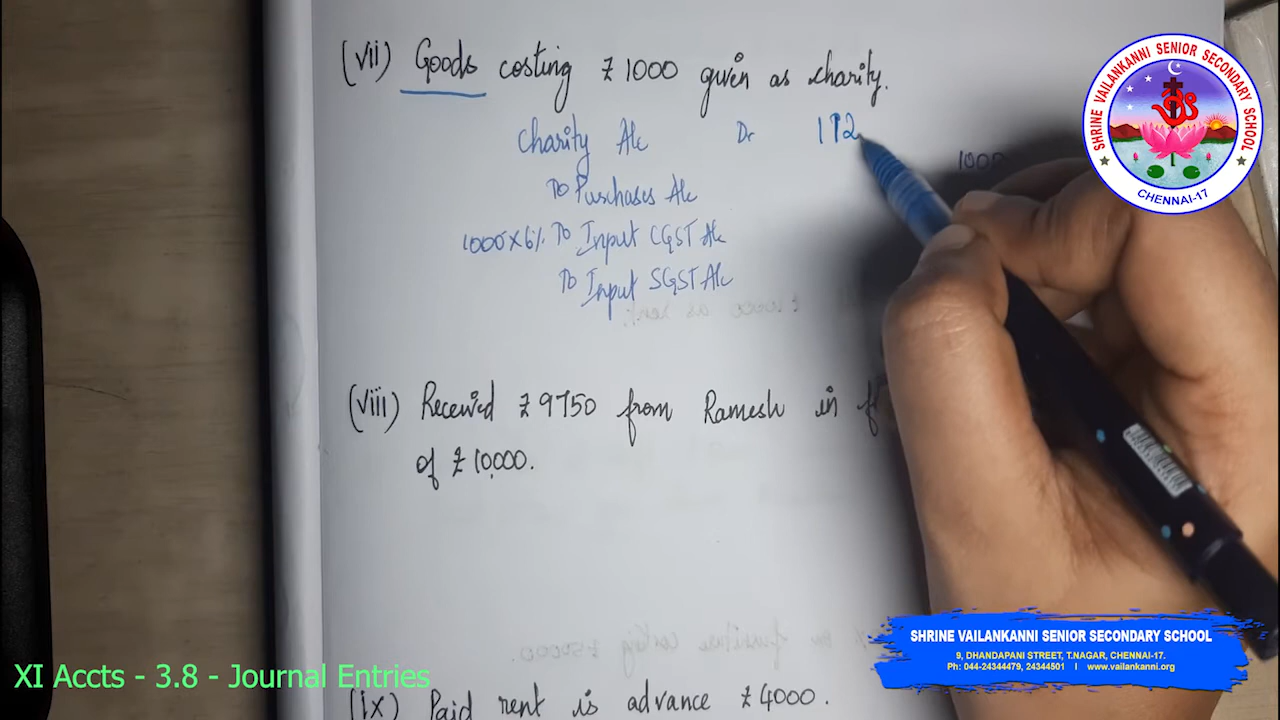 (vii) Goods costing ₹1000 given as charity.
Charity A/c Dr 112
1000
To Purchases A/c
1000x6% To Input CGST A/c
To Input SGST A/c
(viii) Received ₹9750 from Ramesh in
of ₹10,000.
(ix) Paid rent is advance ₹4000.
SHRINE VAILANKANNI SENIOR SECONDARY SCHOOL
CHENNAI-17
SHRINE VAILANKANNI SENIOR SECONDARY SCHOOL
9, DHANDAPANI STREET, T.NAGAR, CHENNAI-17.
Ph: 044-24344479, 24344501 I www.vailankanni.org
XI Accts - 3.8 - Journal Entries